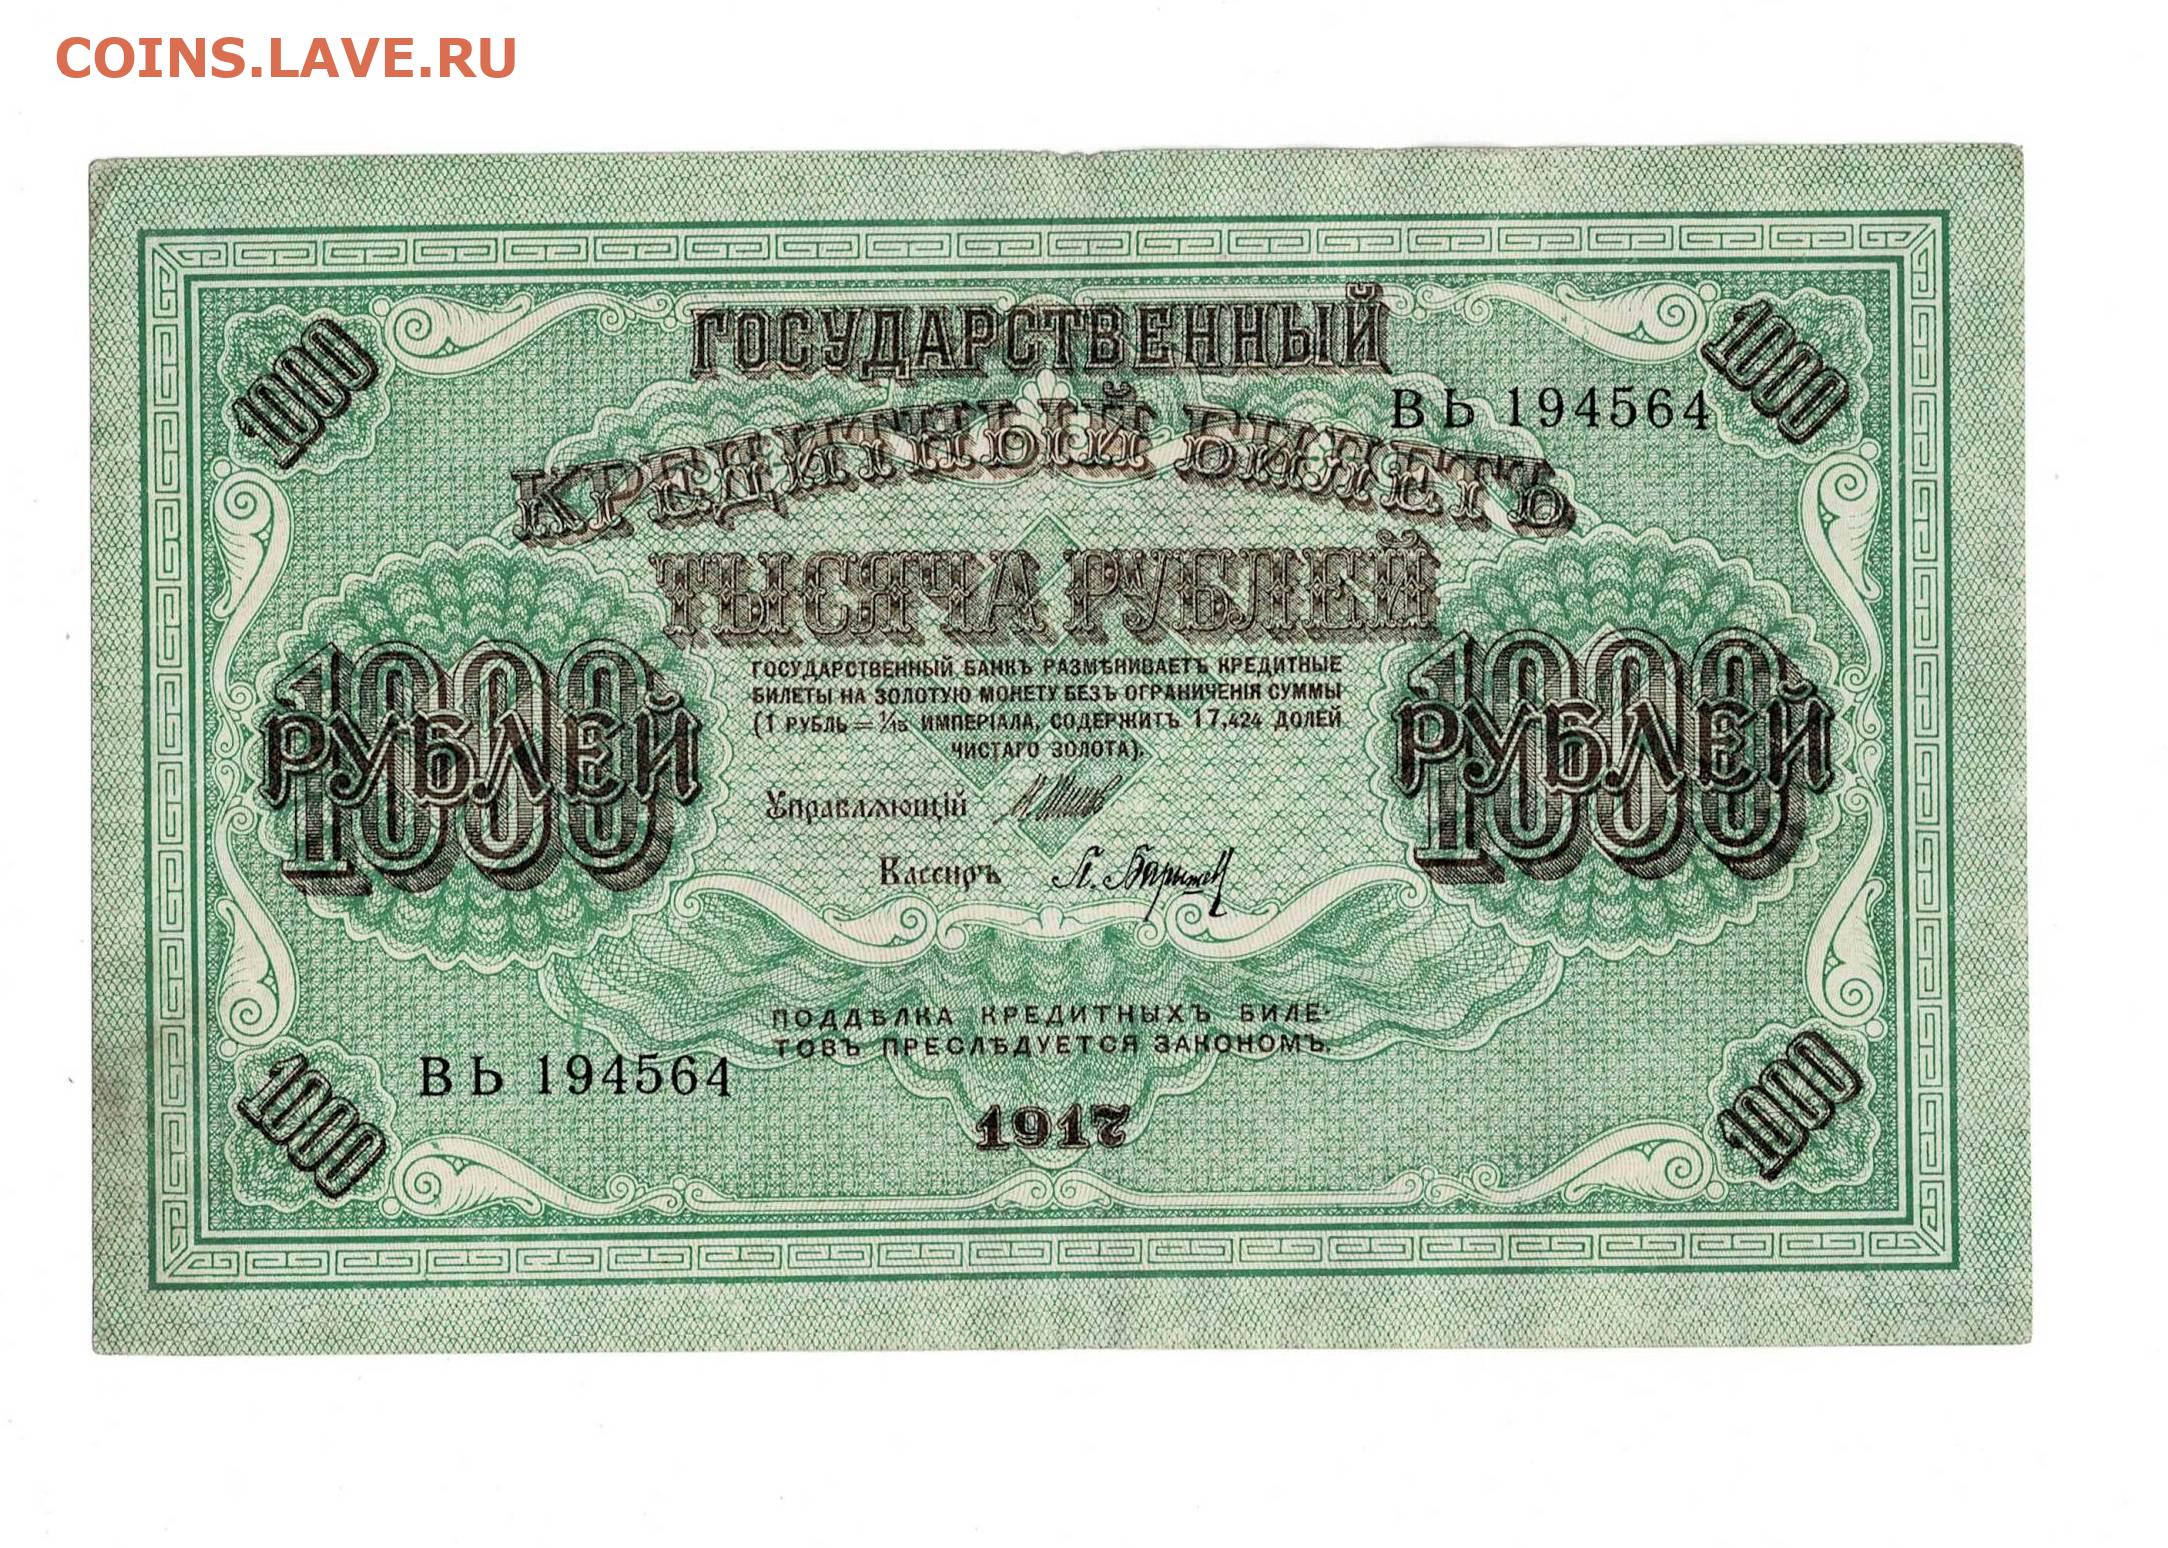 COINS.LAVE.RU
1000
ГОСУДАРСТВЕННЫЙ
1000
ВЬ 194564
КРЕДИТНЫЙ БИЛЕТЪ
ТЫСЯЧА РУБЛЕЙ
1000
РУБЛЕЙ
ГОСУДАРСТВЕННЫЙ БАНКЪ РАЗМѢНИВАЕТЪ КРЕДИТНЫЕ
БИЛЕТЫ НА ЗОЛОТУЮ МОНЕТУ БЕЗЪ ОГРАНИЧЕНІЯ СУММЫ
(1 РУБЛЬ = 1/15 ИМПЕРІАЛА, СОДЕРЖИТЪ 17,424 ДОЛЕЙ
ЧИСТАГО ЗОЛОТА).
1000
РУБЛЕЙ
Управляющій
Кассиръ П. Барышев
ПОДДѢЛКА КРЕДИТНЫХЪ БИЛЕ-
ТОВЪ ПРЕСЛѢДУЕТСЯ ЗАКОНОМЪ.
ВЬ 194564
1000
1917
1000